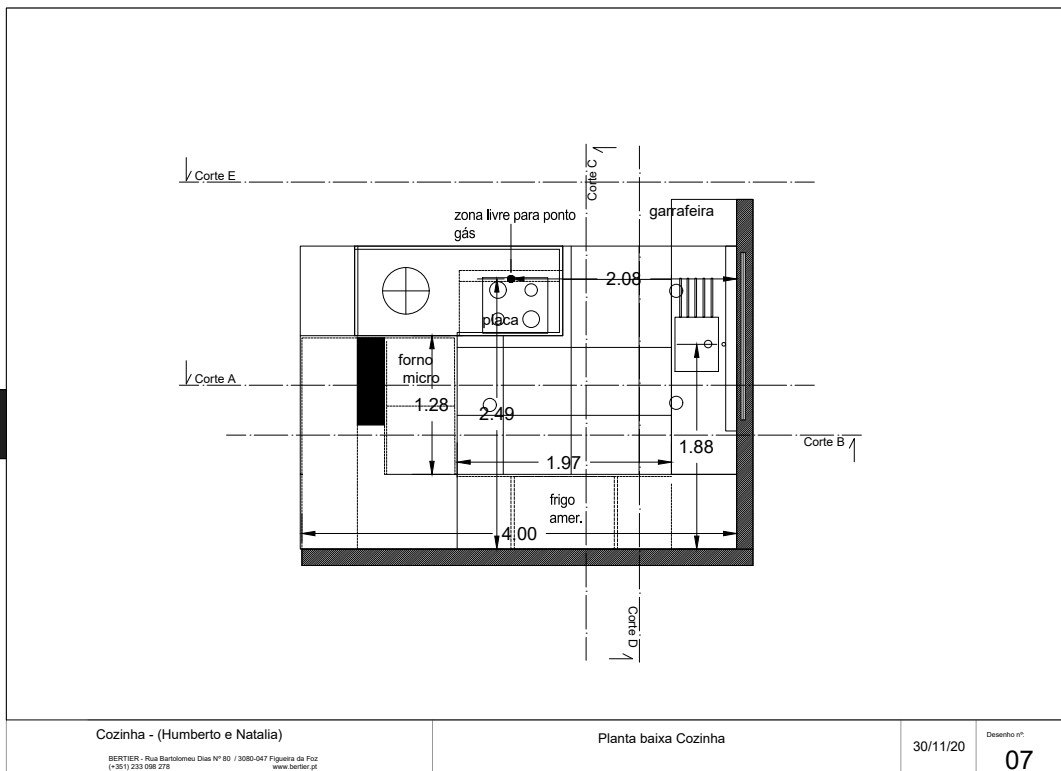 Corte C
Corte E
garrafeira
zona livre para ponto
gás
2.08
placa
forno
micro
Corte A
1.28
2.49
Corte B
1.88
1.97
frigo
amer.
4.00
Corte D
Cozinha - (Humberto e Natalia)
BERTIER - Rua Bartolomeu Dias Nº 80 / 3080-047 Figueira da Foz
(+351) 233 098 278 www.bertier.pt
Planta baixa Cozinha
30/11/20
Desenho nº:
07